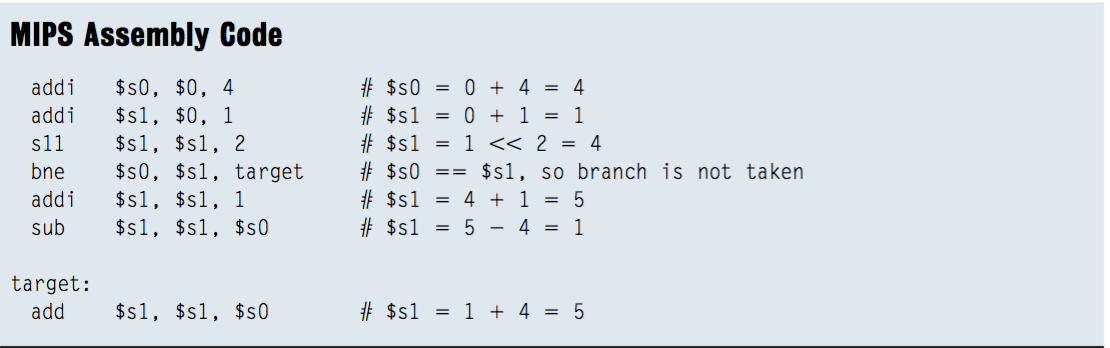 MIPS Assembly Code
addi $s0, $0, 4 # $s0 = 0 + 4 = 4
addi $s1, $0, 1 # $s1 = 0 + 1 = 1
sll $s1, $s1, 2 # $s1 = 1 << 2 = 4
bne $s0, $s1, target # $s0 == $s1, so branch is not taken
addi $s1, $s1, 1 # $s1 = 4 + 1 = 5
sub $s1, $s1, $s0 # $s1 = 5 − 4 = 1
target:
add $s1, $s1, $s0 # $s1 = 1 + 4 = 5